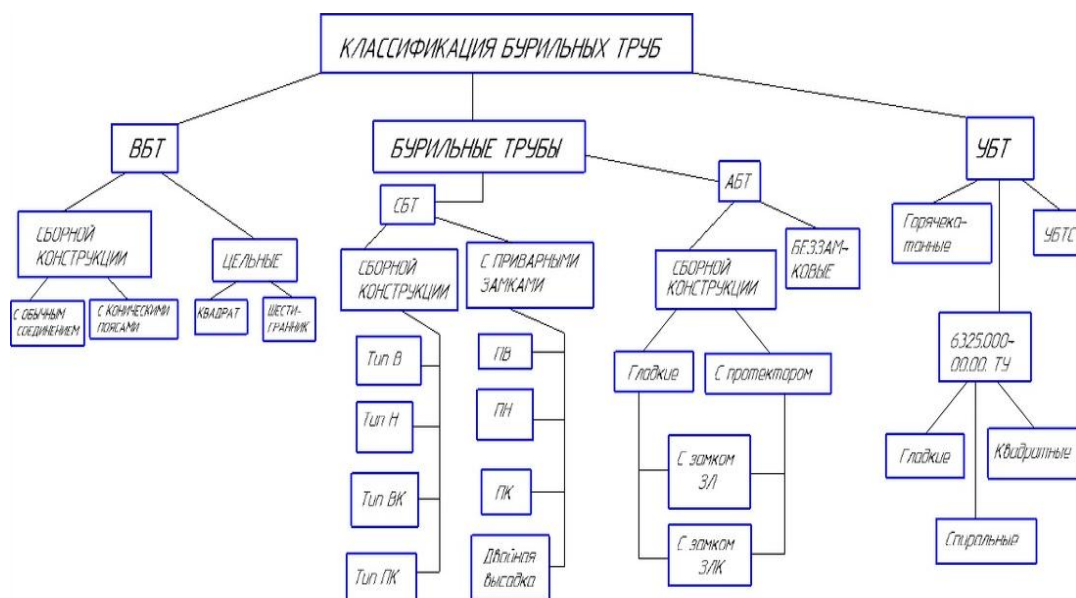 КЛАССИФИКАЦИЯ БУРИЛЬНЫХ ТРУБ
ВБТ
БУРИЛЬНЫЕ ТРУБЫ
УБТ
СБОРНОЙ
КОНСТРУКЦИИ
ЦЕЛЬНЫЕ
С ОБЫЧНЫМ
СОЕДИНЕНИЕМ
С КОНИЧЕСКИМИ
ПОЯСАМИ
КВАДРАТ
ШЕСТИ-
ГРАННИК
СБТ
АБТ
СБОРНОЙ
КОНСТРУКЦИИ
С ПРИВАРНЫМИ
ЗАМКАМИ
Тип В
Тип Н
Тип ВК
Тип ПК
ПВ
ПН
ПК
Двойная
высадка
СБОРНОЙ
КОНСТРУКЦИИ
БЕЗЗАМ-
КОВЫЕ
Гладкие
С протектором
С замком
ЗЛ
С замком
ЗЛК
Горячека-
танные
УБТС
6325.000-
00.00. ТУ
Гладкие
Квидритные
Спиральные